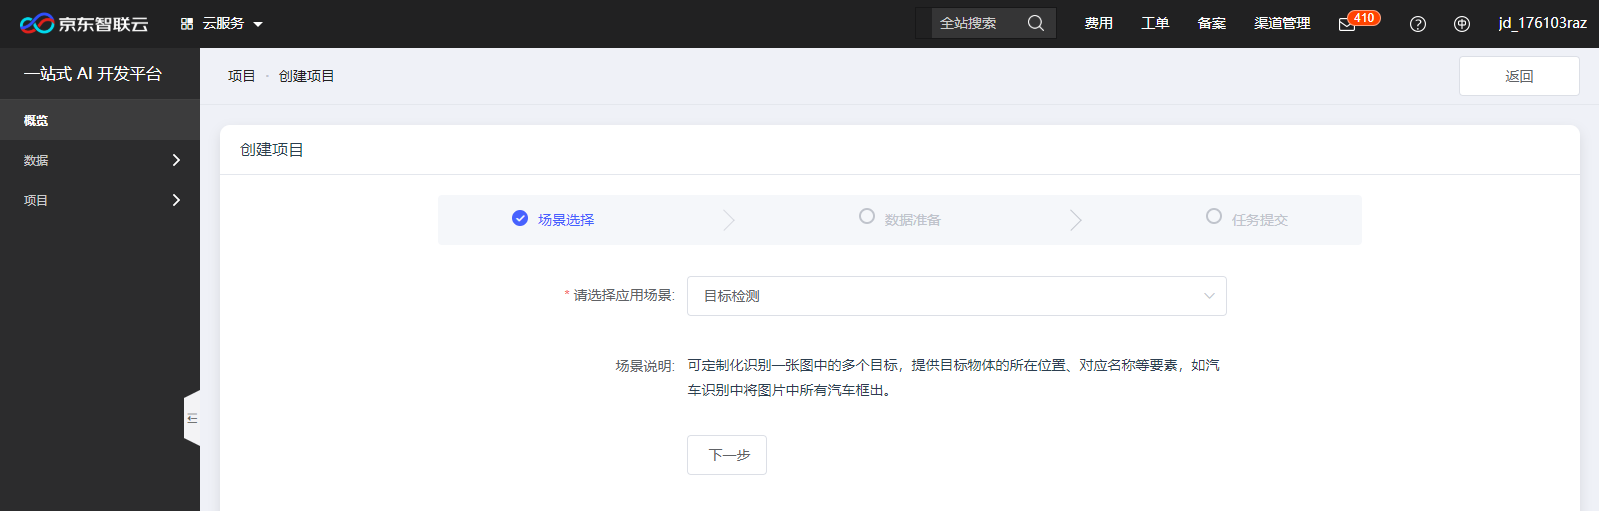 京东智联云 云服务 全站搜索 费用 工单 备案 渠道管理 410 jd_176103raz
一站式 AI 开发平台
项目 · 创建项目 返回
概览
数据
项目
创建项目
场景选择 数据准备 任务提交
* 请选择应用场景: 目标检测
场景说明: 可定制化识别一张图中的多个目标，提供目标物体的所在位置、对应名称等要素，如汽
车识别中将图片中所有汽车框出。
下一步